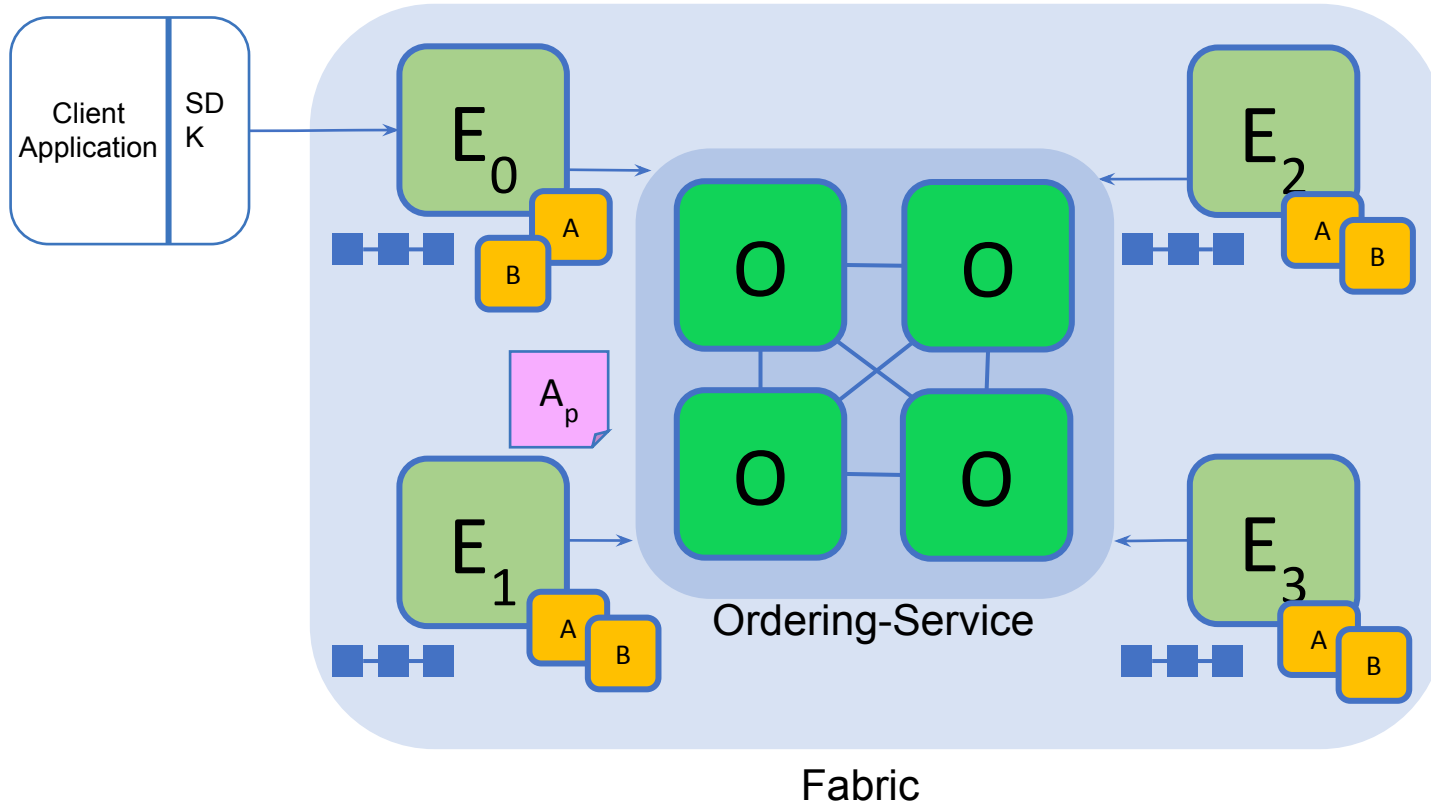 Client
Application
SD
K
E0
A
B
E2
A
B
O
O
Ap
O
O
E1
A
B
E3
A
B
Ordering-Service
Fabric